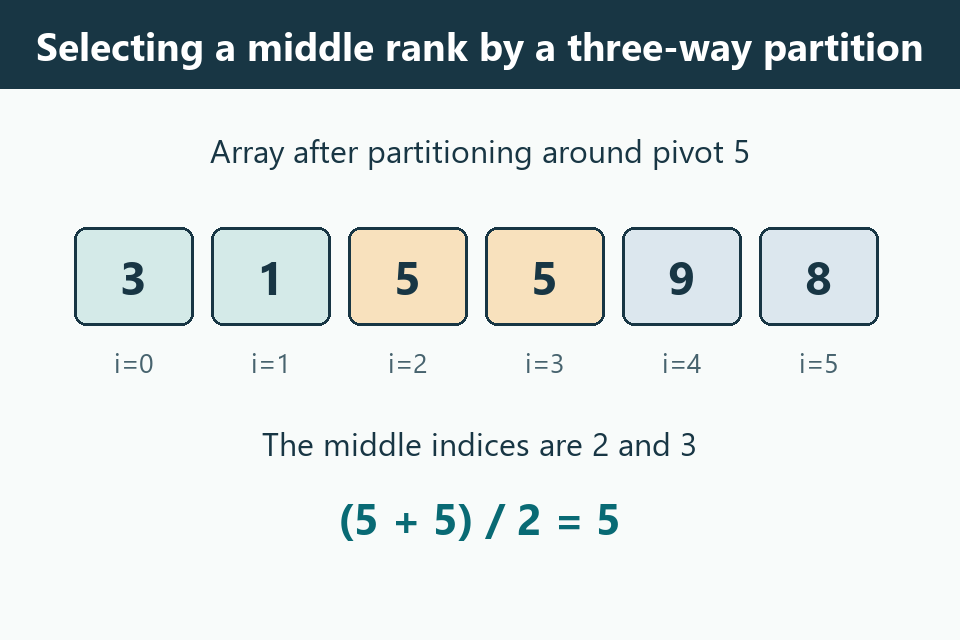 Selecting a middle rank by a three-way partition
Array after partitioning around pivot 5
3 1 5 5 9 8
i=0 i=1 i=2 i=3 i=4 i=5
The middle indices are 2 and 3
(5 + 5) / 2 = 5